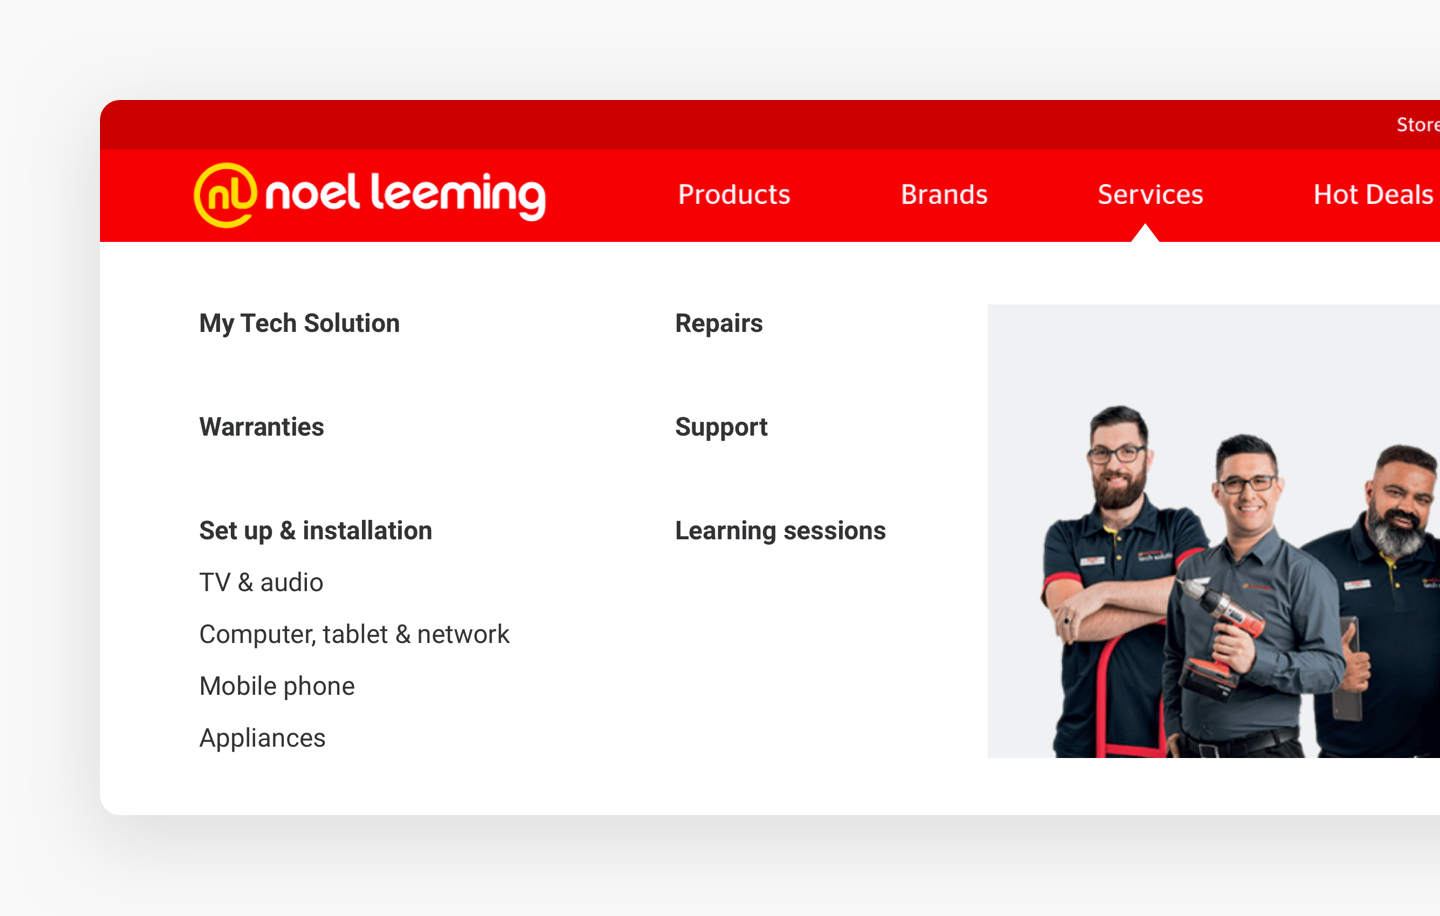 Store
nl noel leeming
Products
Brands
Services
Hot Deals
My Tech Solution
Warranties
Set up & installation
TV & audio
Computer, tablet & network
Mobile phone
Appliances
Repairs
Support
Learning sessions